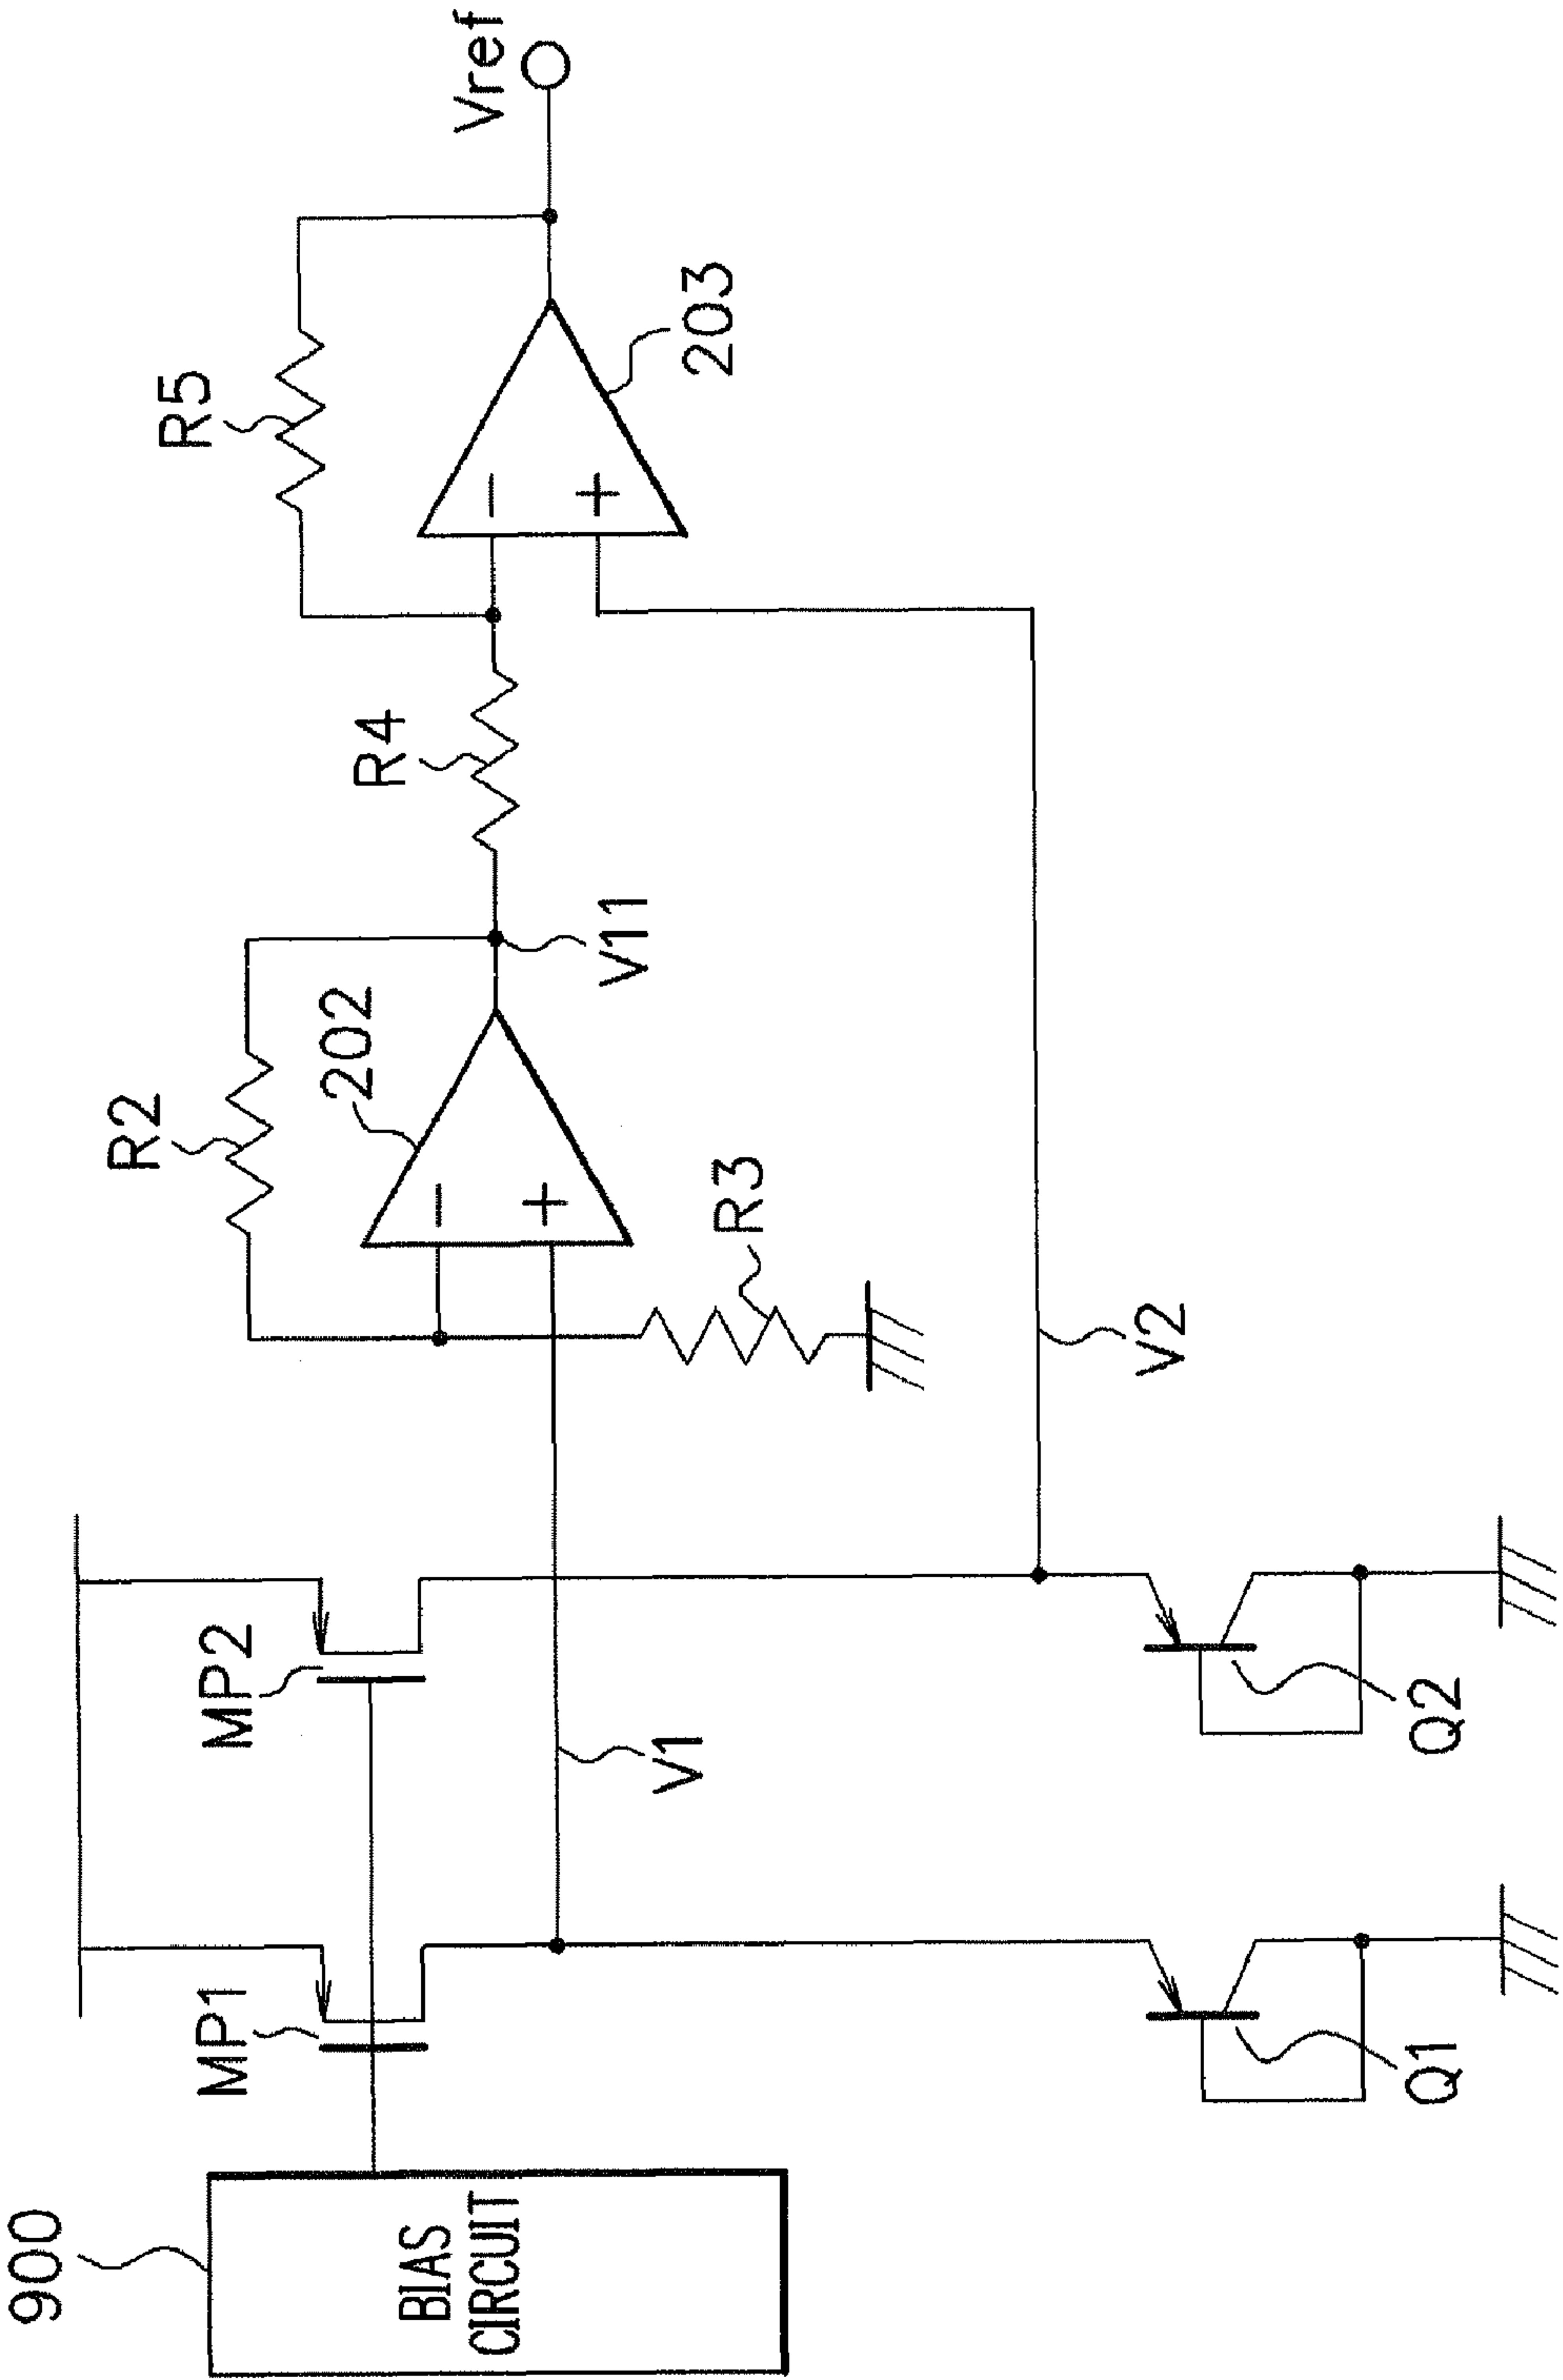 900
BIAS
CIRCUIT
MP1
MP2
V1
Q1
Q2
R2
202
−
+
R3
V11
V2
R4
R5
−
+
203
Vref